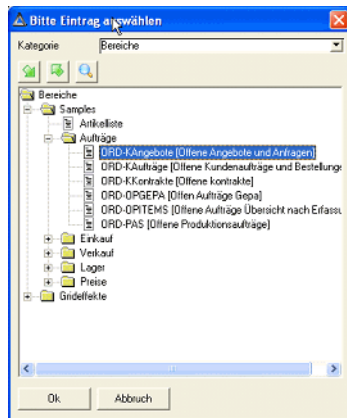 Bitte Eintrag auswählen
Kategorie Bereiche
Bereiche
Samples
Artikelliste
Aufträge
ORD-KAngebote [Offene Angebote und Anfragen]
ORD-KAufträge [Offene Kundenaufträge und Bestellunge
ORD-KKontrakte [Offene kontrakte]
ORD-OPGEPA [Offen Aufträge Gepa]
ORD-OPITEMS [Offene Aufträge Übersicht nach Erfassu
ORD-PAS [Offene Produktionsaufträge]
Einkauf
Verkauf
Lager
Preise
Grideffekte
Ok Abbruch